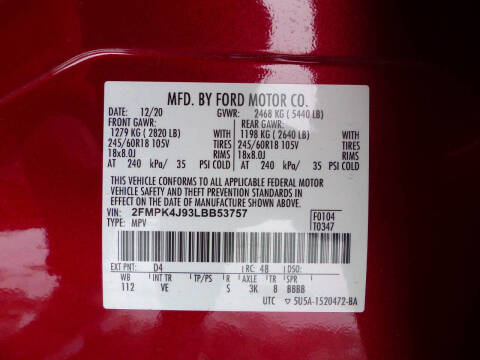 MFD. BY FORD MOTOR CO.
DATE: 12/20 GVWR: 2468 KG ( 5440 LB)
FRONT GAWR: REAR GAWR:
1279 KG ( 2820 LB) WITH 1198 KG ( 2640 LB) WITH
245/60R18 105V TIRES 245/60R18 105V TIRES
18x8.0J RIMS 18x8.0J RIMS
AT 240 kPa/ 35 PSI COLD AT 240 kPa/ 35 PSI COLD
THIS VEHICLE CONFORMS TO ALL APPLICABLE FEDERAL MOTOR
VEHICLE SAFETY AND THEFT PREVENTION STANDARDS IN
EFFECT ON THE DATE OF MANUFACTURE SHOWN ABOVE.
VIN: 2FMPK4J93LBB53757 F0104
TYPE: MPV T0347
EXT PNT: D4 RC: 48 DSO:
WB INT TR TP/PS R AXLE TR SPR
112 VE S 3K 8 BBBB
UTC 5U5A-1520472-BA